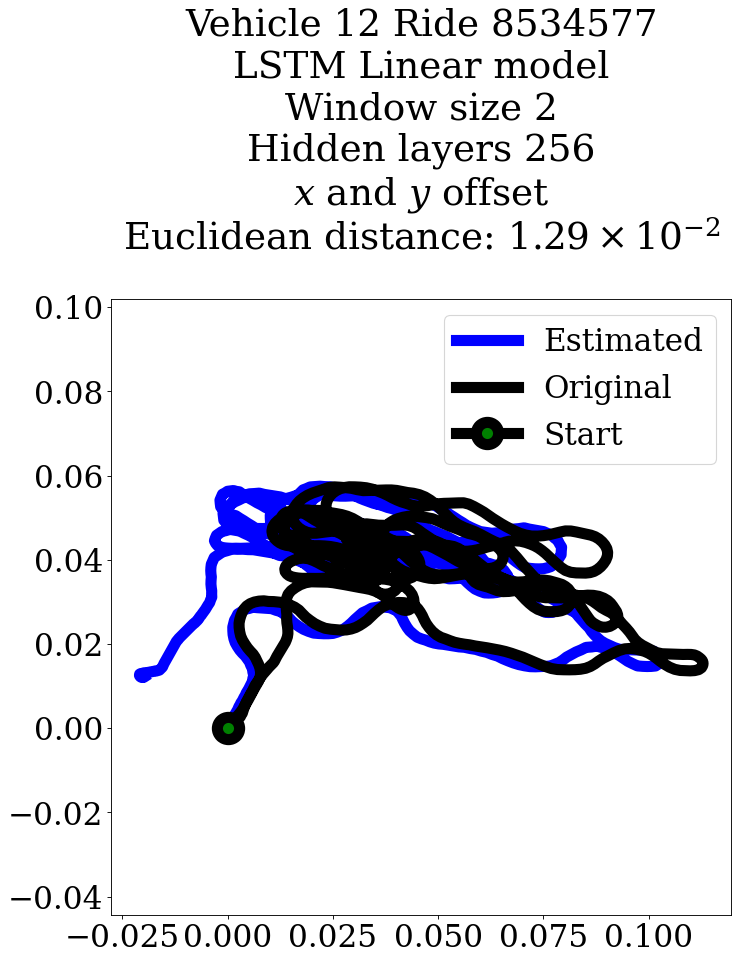 Vehicle 12 Ride 8534577
LSTM Linear model
Window size 2
Hidden layers 256
x and y offset
Euclidean distance: 1.29 × 10⁻²
0.10
0.08
0.06
0.04
0.02
0.00
−0.02
−0.04
Estimated
Original
Start
−0.025 0.000 0.025 0.050 0.075 0.100